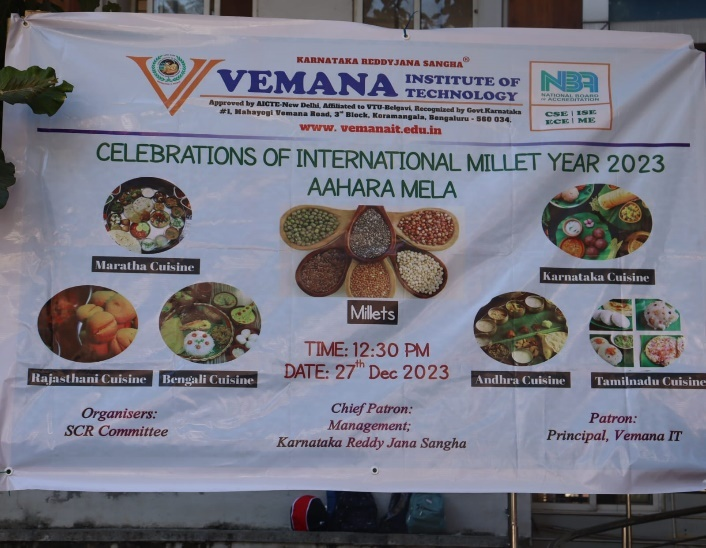 KARNATAKA REDDYJANA SANGHA®
VEMANA INSTITUTE OF TECHNOLOGY
Approved by AICTE-New Delhi, Affiliated to VTU-Belgavi, Recognized by Govt.Karnataka
#1, Mahayogi Vemana Road, 3rd Block, Koramangala, Bengaluru - 560 034.
www. vemanait.edu.in
NBA
NATIONAL BOARD
of ACCREDITATION
CSE | ISE
ECE | ME
CELEBRATIONS OF INTERNATIONAL MILLET YEAR 2023
AAHARA MELA
Maratha Cuisine
Karnataka Cuisine
Millets
Rajasthani Cuisine
Bengali Cuisine
Andhra Cuisine
Tamilnadu Cuisine
TIME: 12:30 PM
DATE: 27th Dec 2023
Organisers:
SCR Committee
Chief Patron:
Management;
Karnataka Reddy Jana Sangha
Patron:
Principal, Vemana IT